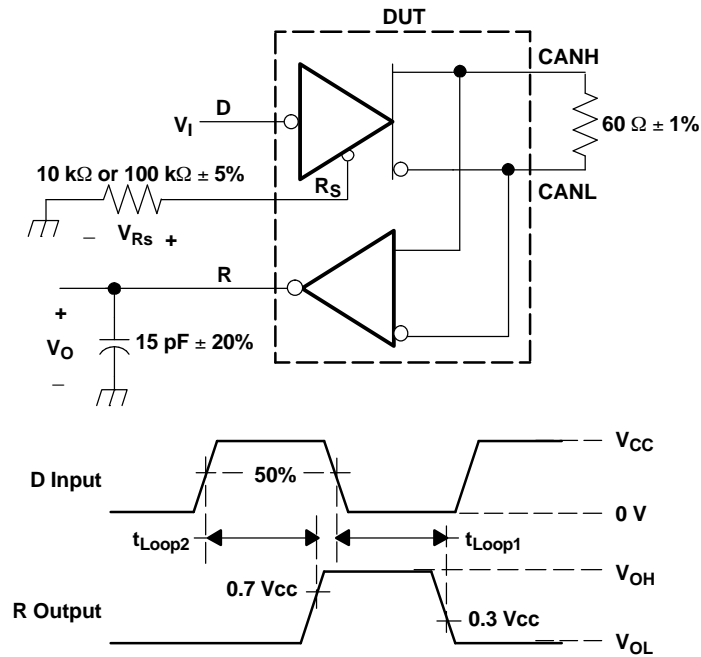 DUT
CANH
D
V_I
60 Ω ± 1%
10 kΩ or 100 kΩ ± 5%
R_S
CANL
– V_Rs +
R
+
V_O
–
15 pF ± 20%
V_CC
D Input
50%
0 V
t_Loop2
t_Loop1
V_OH
0.7 Vcc
R Output
0.3 Vcc
V_OL